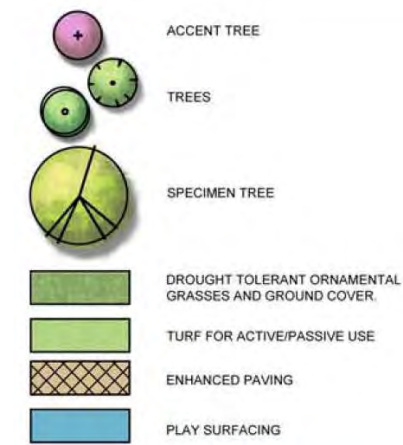 ACCENT TREE
TREES
SPECIMEN TREE
DROUGHT TOLERANT ORNAMENTAL
GRASSES AND GROUND COVER.
TURF FOR ACTIVE/PASSIVE USE
ENHANCED PAVING
PLAY SURFACING